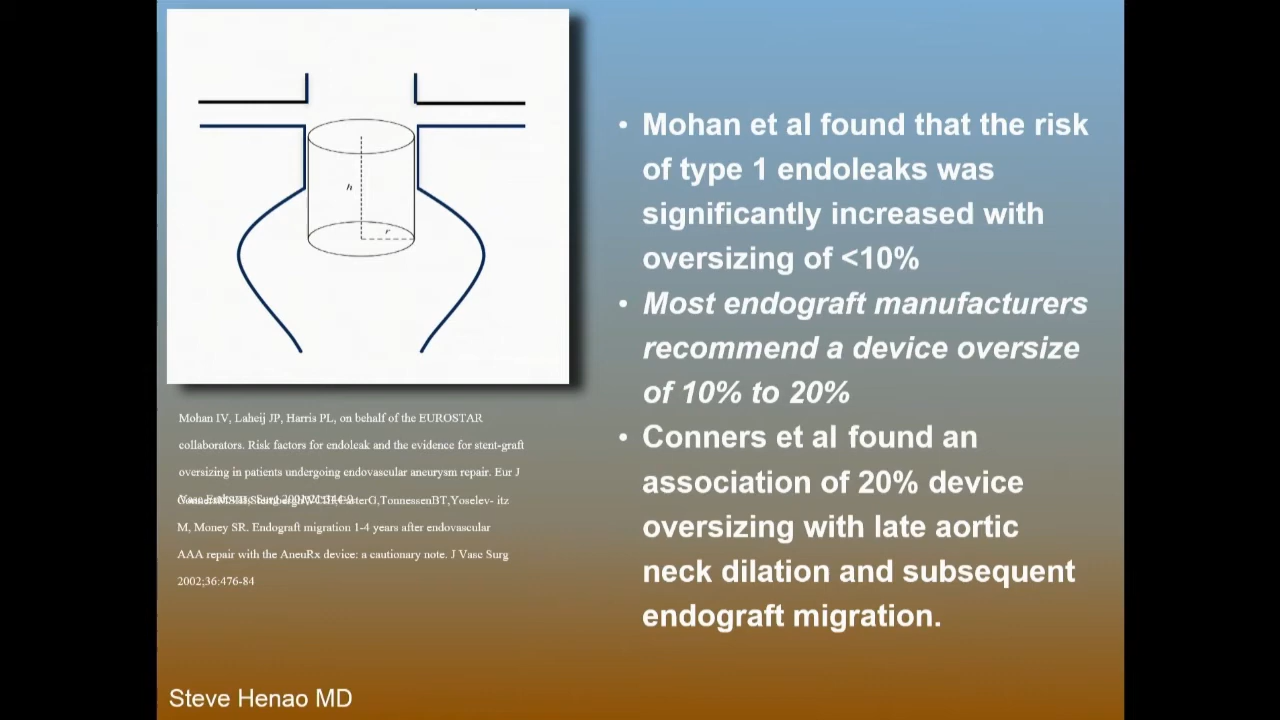 h
r
• Mohan et al found that the risk
of type 1 endoleaks was
significantly increased with
oversizing of <10%
• Most endograft manufacturers
recommend a device oversize
of 10% to 20%
• Conners et al found an
association of 20% device
oversizing with late aortic
neck dilation and subsequent
endograft migration.
Mohan IV, Laheij JP, Harris PL, on behalf of the EUROSTAR
collaborators. Risk factors for endoleak and the evidence for stent-graft
oversizing in patients undergoing endovascular aneurysm repair. Eur J
TonnessenBT,Yoselev- itz
M, Money SR. Endograft migration 1-4 years after endovascular
AAA repair with the AneuRx device: a cautionary note. J Vasc Surg
2002;36:476-84
Steve Henao MD